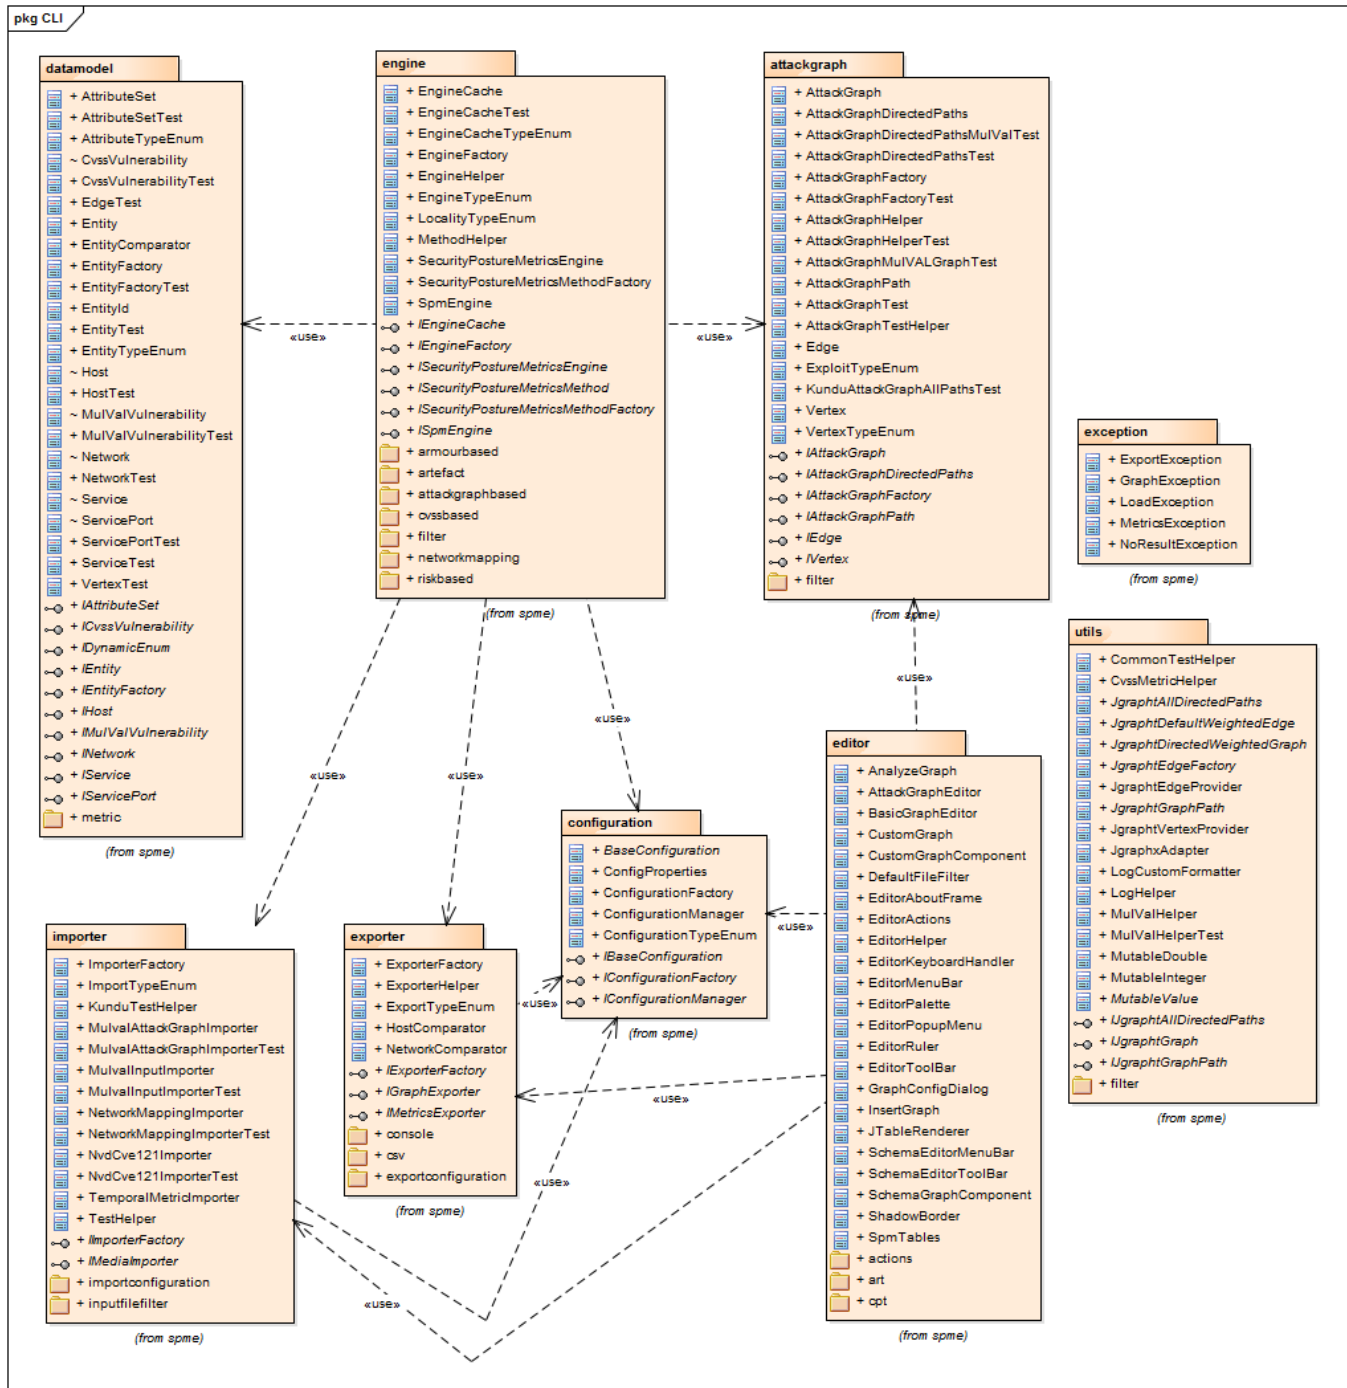 pkg CLI
datamodel
+ AttributeSet
+ AttributeSetTest
+ AttributeTypeEnum
~ CvssVulnerability
+ CvssVulnerabilityTest
+ EdgeTest
+ Entity
+ EntityComparator
+ EntityFactory
+ EntityFactoryTest
+ EntityId
+ EntityTest
+ EntityTypeEnum
~ Host
+ HostTest
~ MulValVulnerability
+ MulValVulnerabilityTest
~ Network
+ NetworkTest
~ Service
~ ServicePort
+ ServicePortTest
+ ServiceTest
+ VertexTest
+ IAttributeSet
+ ICvssVulnerability
+ IDynamicEnum
+ IEntity
+ IEntityFactory
+ IHost
+ IMulValVulnerability
+ INetwork
+ IService
+ IServicePort
+ metric
(from spme)
engine
+ EngineCache
+ EngineCacheTest
+ EngineCacheTypeEnum
+ EngineFactory
+ EngineHelper
+ EngineTypeEnum
+ LocalityTypeEnum
+ MethodHelper
+ SecurityPostureMetricsEngine
+ SecurityPostureMetricsMethodFactory
+ SpmEngine
+ IEngineCache
+ IEngineFactory
+ ISecurityPostureMetricsEngine
+ ISecurityPostureMetricsMethod
+ ISecurityPostureMetricsMethodFactory
+ ISpmEngine
+ armourbased
+ artefact
+ attackgraphbased
+ cvssbased
+ filter
+ networkmapping
+ riskbased
(from spme)
attackgraph
+ AttackGraph
+ AttackGraphDirectedPaths
+ AttackGraphDirectedPathsMulValTest
+ AttackGraphDirectedPathsTest
+ AttackGraphFactory
+ AttackGraphFactoryTest
+ AttackGraphHelper
+ AttackGraphHelperTest
+ AttackGraphMulVALGraphTest
+ AttackGraphPath
+ AttackGraphTest
+ AttackGraphTestHelper
+ Edge
+ ExploitTypeEnum
+ KunduAttackGraphAllPathsTest
+ Vertex
+ VertexTypeEnum
+ IAttackGraph
+ IAttackGraphDirectedPaths
+ IAttackGraphFactory
+ IAttackGraphPath
+ IEdge
+ IVertex
+ filter
(from spme)
exception
+ ExportException
+ GraphException
+ LoadException
+ MetricsException
+ NoResultException
(from spme)
utils
+ CommonTestHelper
+ CvssMetricHelper
+ JgraphtAllDirectedPaths
+ JgraphtDefaultWeightedEdge
+ JgraphtDirectedWeightedGraph
+ JgraphtEdgeFactory
+ JgraphtEdgeProvider
+ JgraphtGraphPath
+ JgraphtVertexProvider
+ JgraphxAdapter
+ LogCustomFormatter
+ LogHelper
+ MulValHelper
+ MulValHelperTest
+ MutableDouble
+ MutableInteger
+ MutableValue
+ IJgraphtAllDirectedPaths
+ IJgraphtGraph
+ IJgraphtGraphPath
+ filter
(from spme)
importer
+ ImporterFactory
+ ImportTypeEnum
+ KunduTestHelper
+ MulvalAttackGraphImporter
+ MulvalAttackGraphImporterTest
+ MulvalInputImporter
+ MulvalInputImporterTest
+ NetworkMappingImporter
+ NetworkMappingImporterTest
+ NvdCve121Importer
+ NvdCve121ImporterTest
+ TemporalMetricImporter
+ TestHelper
+ IImporterFactory
+ IMediaImporter
+ importconfiguration
+ inputfilefilter
(from spme)
exporter
+ ExporterFactory
+ ExporterHelper
+ ExportTypeEnum
+ HostComparator
+ NetworkComparator
+ IExporterFactory
+ IGraphExporter
+ IMetricsExporter
+ console
+ csv
+ exportconfiguration
(from spme)
configuration
+ BaseConfiguration
+ ConfigProperties
+ ConfigurationFactory
+ ConfigurationManager
+ ConfigurationTypeEnum
+ IBaseConfiguration
+ IConfigurationFactory
+ IConfigurationManager
(from spme)
editor
+ AnalyzeGraph
+ AttackGraphEditor
+ BasicGraphEditor
+ CustomGraph
+ CustomGraphComponent
+ DefaultFileFilter
+ EditorAboutFrame
+ EditorActions
+ EditorHelper
+ EditorKeyboardHandler
+ EditorMenuBar
+ EditorPalette
+ EditorPopupMenu
+ EditorRuler
+ EditorToolBar
+ GraphConfigDialog
+ InsertGraph
+ JTableRenderer
+ SchemaEditorMenuBar
+ SchemaEditorToolBar
+ SchemaGraphComponent
+ ShadowBorder
+ SpmTables
+ actions
+ art
+ cpt
(from spme)
«use»
«use»
«use»
«use»
«use»
«use»
«use»
«use»
«use»
«use»
«use»